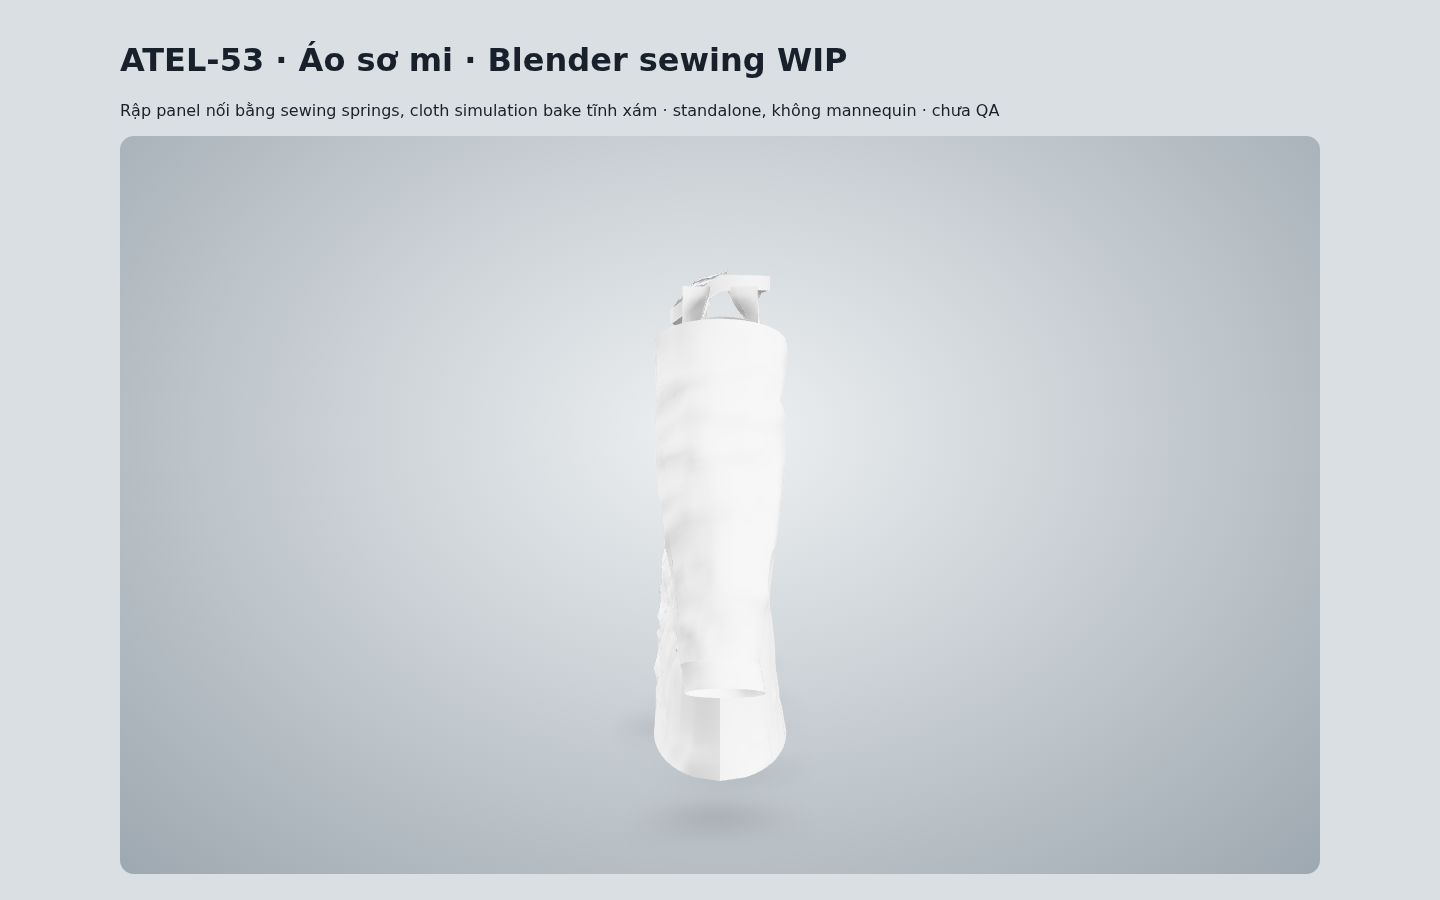 ATEL-53 · Áo sơ mi · Blender sewing WIP
Rập panel nối bằng sewing springs, cloth simulation bake tĩn xám · standalone, không mannequin · chưa QA